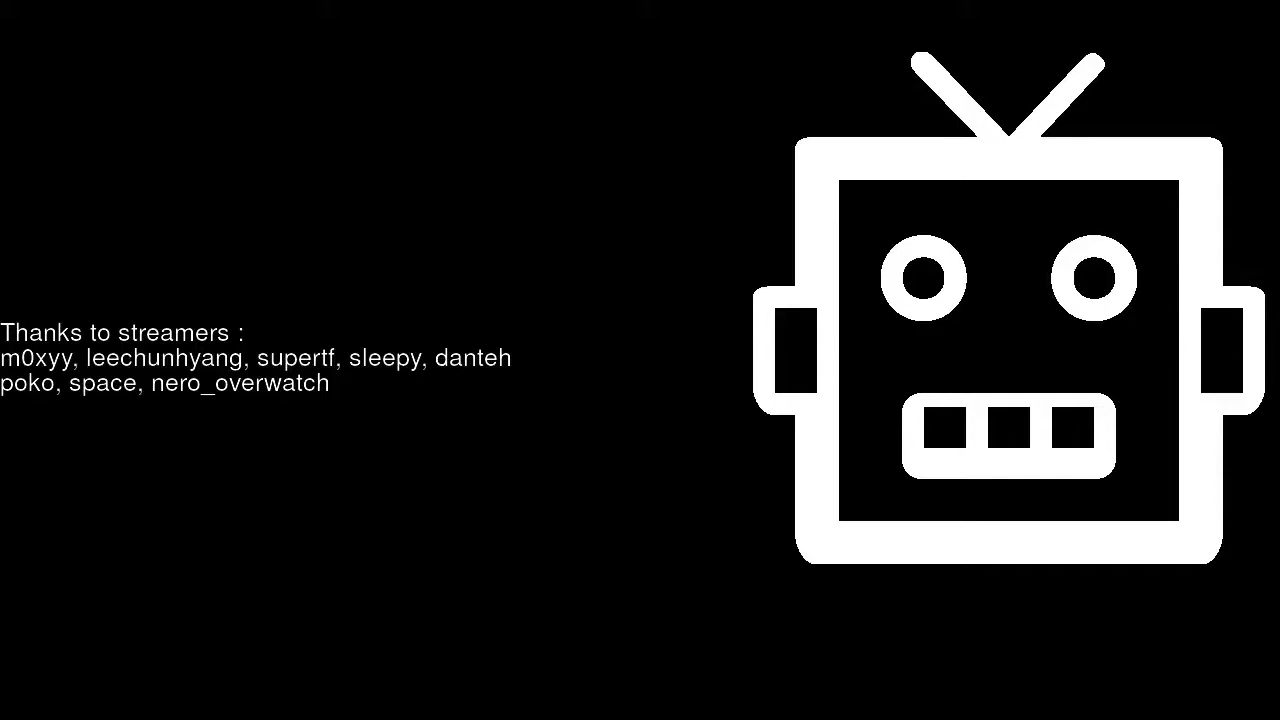 Thanks to streamers :
m0xyy, leechunhyang, supertf, sleepy, danteh
poko, space, nero_overwatch